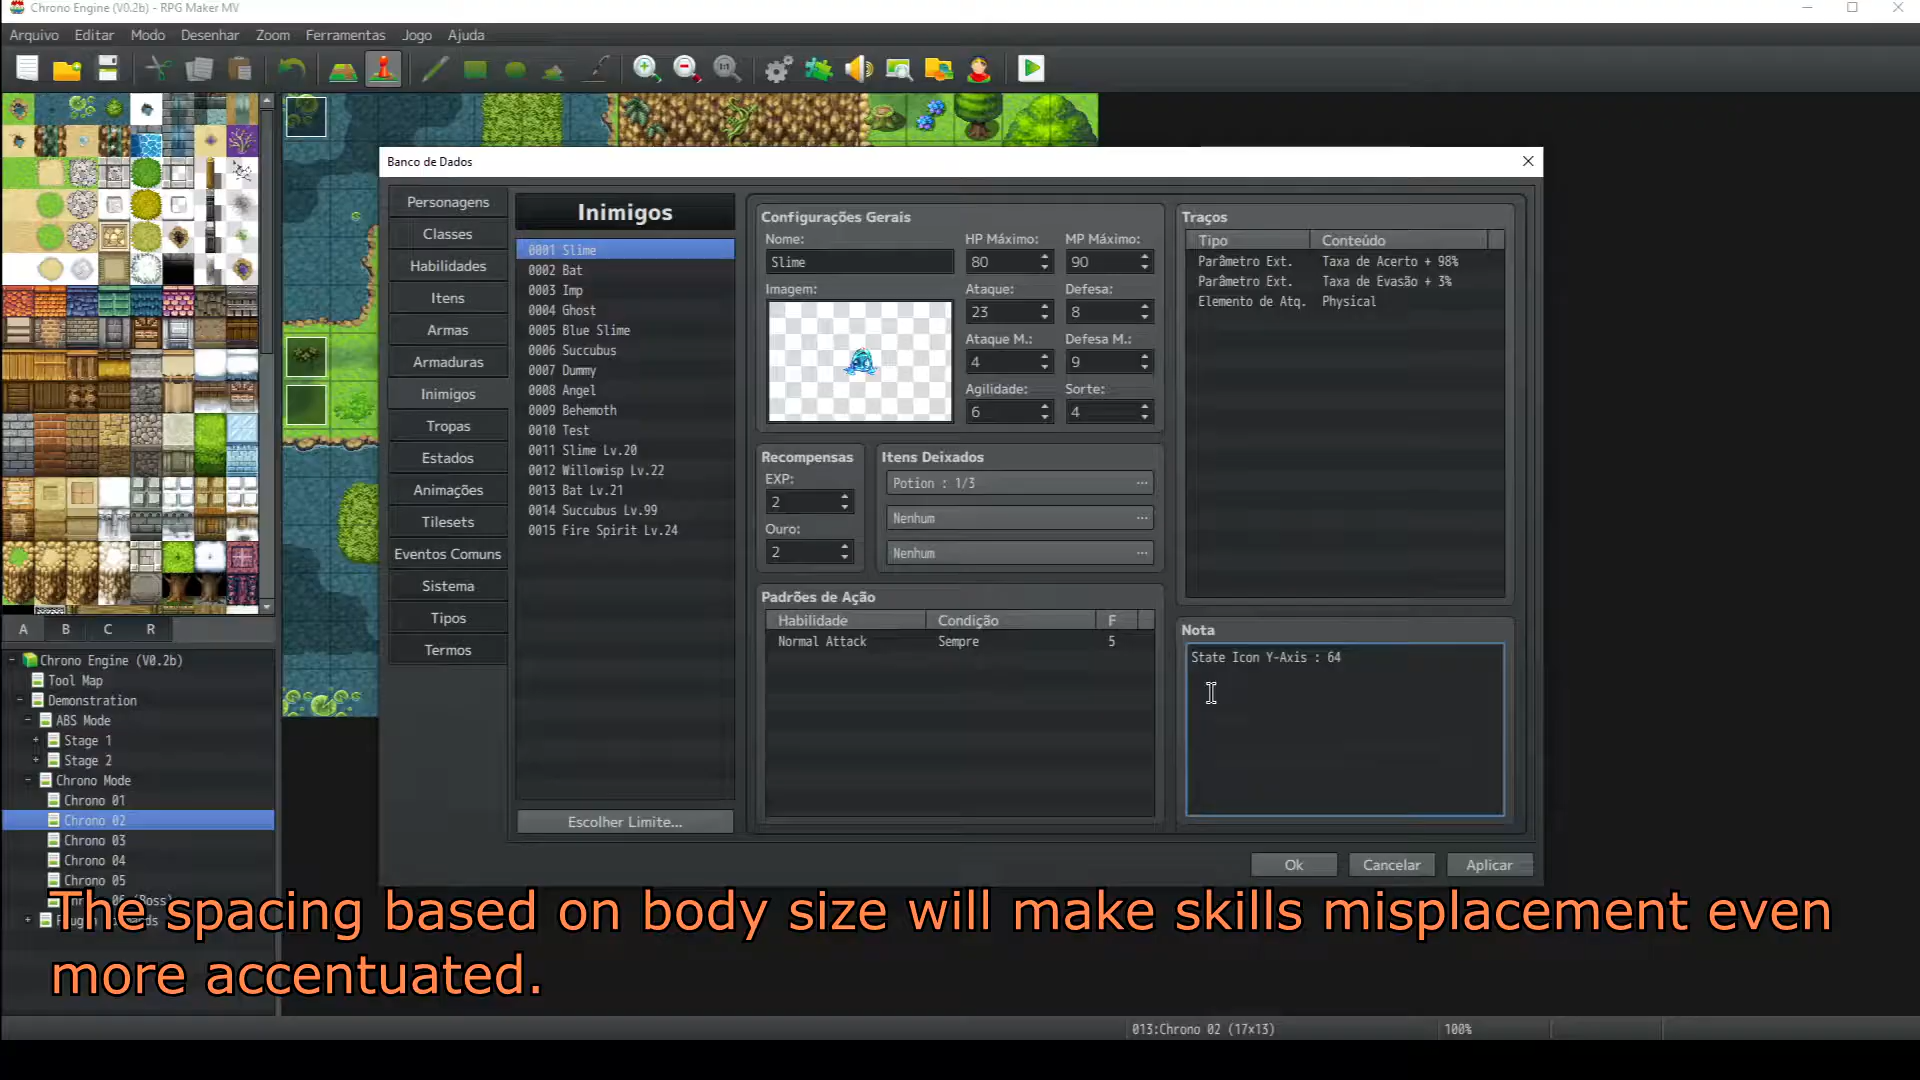 Chrono Engine (V0.2b) - RPG Maker MV
Arquivo Editar Modo Desenhar Zoom Ferramentas Jogo Ajuda
1:1
Banco de Dados
Personagens
Classes
Habilidades
Itens
Armas
Armaduras
Inimigos
Tropas
Estados
Animações
Tilesets
Eventos Comuns
Sistema
Tipos
Termos
Inimigos
0001 Slime
0002 Bat
0003 Imp
0004 Ghost
0005 Blue Slime
0006 Succubus
0007 Dummy
0008 Angel
0009 Behemoth
0010 Test
0011 Slime Lv.20
0012 Willowisp Lv.22
0013 Bat Lv.21
0014 Succubus Lv.99
0015 Fire Spirit Lv.24
Escolher Limite...
Configurações Gerais
Nome: HP Máximo: MP Máximo:
Slime 80 90
Imagem: Ataque: Defesa:
23 8
Ataque M.: Defesa M.:
4 9
Agilidade: Sorte:
6 4
Recompensas
EXP:
2
Ouro:
2
Itens Deixados
Potion : 1/3 ...
Nenhum ...
Nenhum ...
Padrões de Ação
Habilidade Condição F
Normal Attack Sempre 5
Traços
Tipo Conteúdo
Parâmetro Ext. Taxa de Acerto + 98%
Parâmetro Ext. Taxa de Evasão + 3%
Elemento de Atq. Physical
Nota
State Icon Y-Axis : 64
Ok Cancelar Aplicar
A B C R
Chrono Engine (V0.2b)
Tool Map
Demonstration
ABS Mode
Stage 1
Stage 2
Chrono Mode
Chrono 01
Chrono 02
Chrono 03
Chrono 04
Chrono 05
The spacing based on body size will make skills misplacement even
more accentuated.
013:Chrono 02 (17x13) 100%